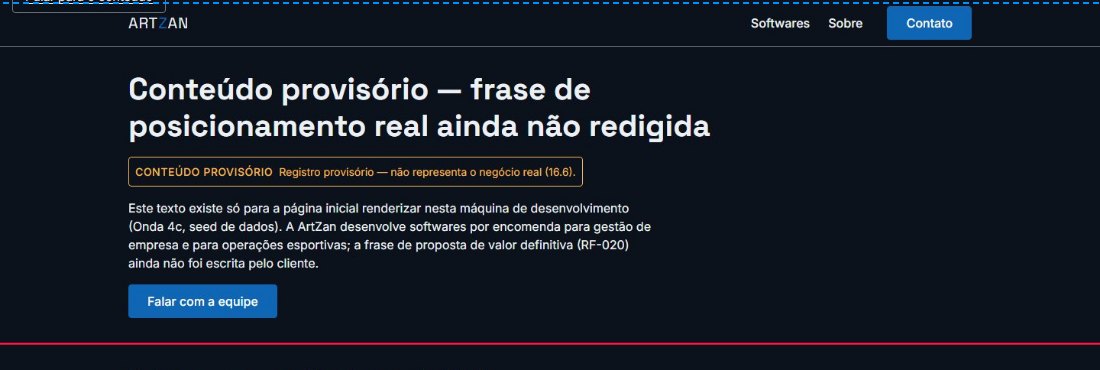 ARTZAN
Softwares Sobre Contato
Conteúdo provisório — frase de
posicionamento real ainda não redigida
CONTEÚDO PROVISÓRIO Registro provisório — não representa o negócio real (16.6).
Este texto existe só para a página inicial renderizar nesta máquina de desenvolvimento
(Onda 4c, seed de dados). A ArtZan desenvolve softwares por encomenda para gestão de
empresa e para operações esportivas; a frase de proposta de valor definitiva (RF-020)
ainda não foi escrita pelo cliente.
Falar com a equipe